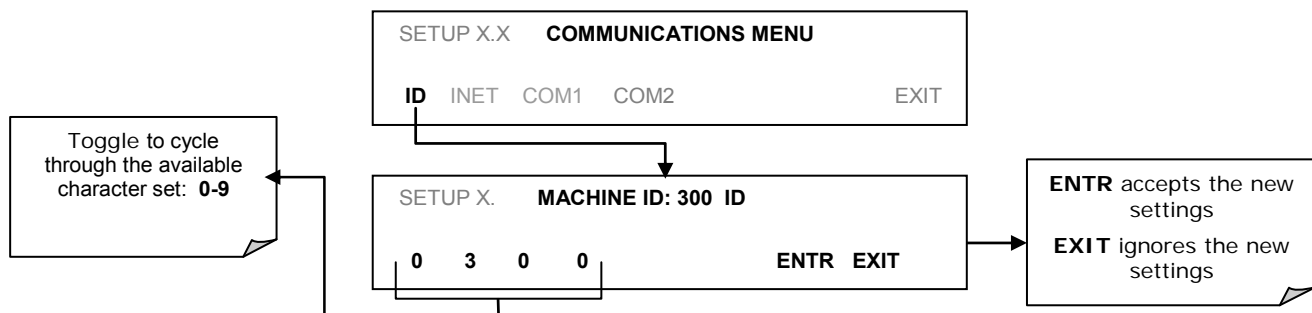 SETUP X.X COMMUNICATIONS MENU
ID INET COM1 COM2 EXIT
Toggle to cycle
through the available
character set: 0-9
SETUP X. MACHINE ID: 300 ID
0 3 0 0 ENTR EXIT
ENTR accepts the new
settings
EXIT ignores the new
settings